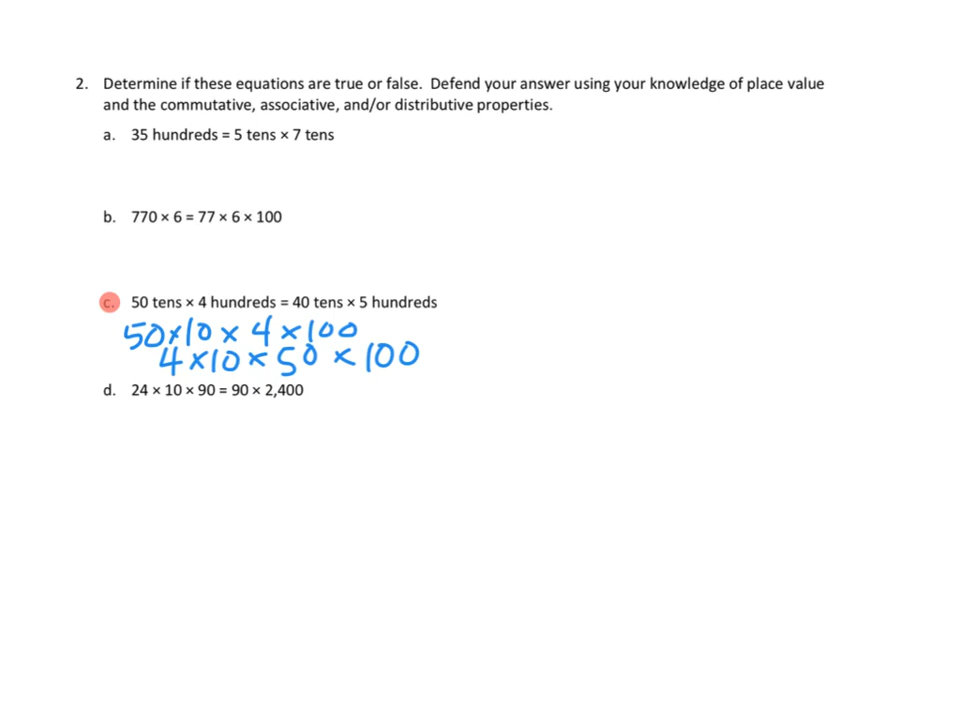 2. Determine if these equations are true or false. Defend your answer using your knowledge of place value
and the commutative, associative, and/or distributive properties.
a. 35 hundreds = 5 tens × 7 tens
b. 770 × 6 = 77 × 6 × 100
c. 50 tens × 4 hundreds = 40 tens × 5 hundreds
50×10 × 4 ×100
4×10×50 ×100
d. 24 × 10 × 90 = 90 × 2,400